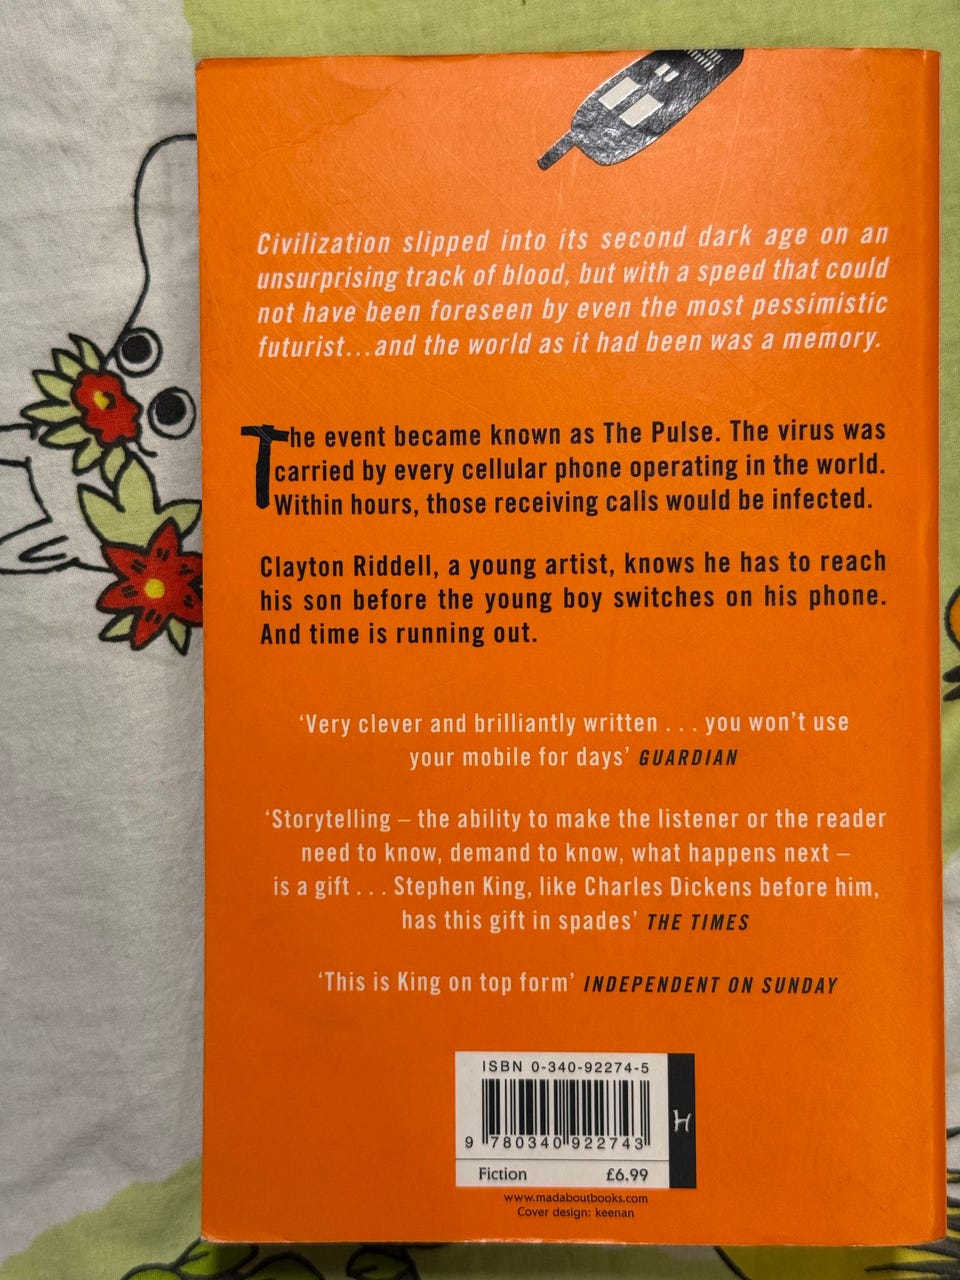 Civilization slipped into its second dark age on an
unsurprising track of blood, but with a speed that could
not have been foreseen by even the most pessimistic
futurist...and the world as it had been was a memory.
The event became known as The Pulse. The virus was
carried by every cellular phone operating in the world.
Within hours, those receiving calls would be infected.
Clayton Riddell, a young artist, knows he has to reach
his son before the young boy switches on his phone.
And time is running out.
‘Very clever and brilliantly written . . . you won’t use
your mobile for days’ GUARDIAN
‘Storytelling – the ability to make the listener or the reader
need to know, demand to know, what happens next –
is a gift . . . Stephen King, like Charles Dickens before him,
has this gift in spades’ THE TIMES
‘This is King on top form’ INDEPENDENT ON SUNDAY
ISBN 0-340-92274-5
9 780340 922743
H
Fiction £6.99
www.madaboutbooks.com
Cover design: keenan